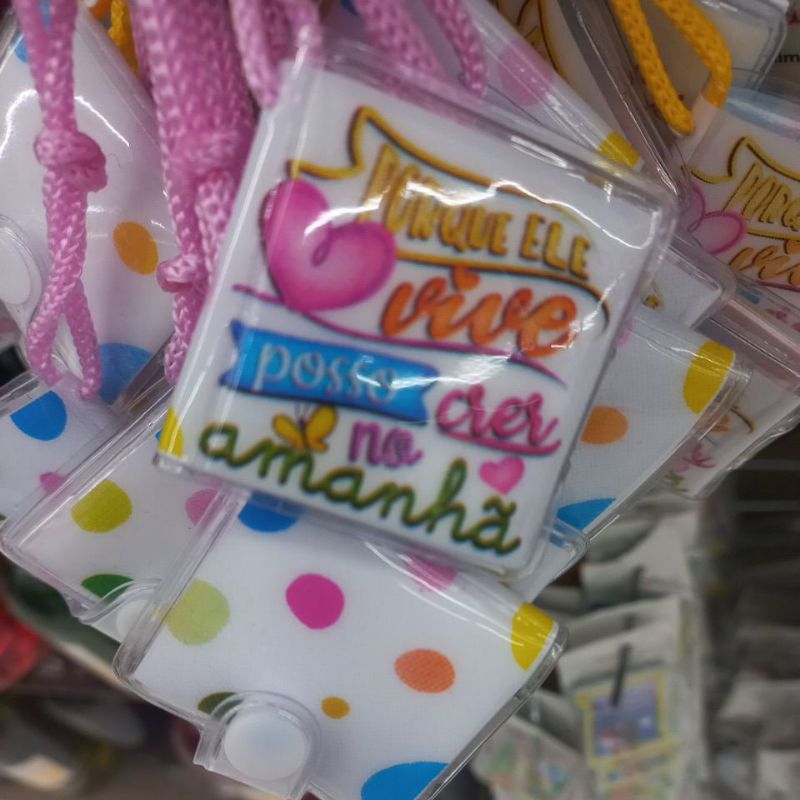 PORQUE ELE
vive
posso crer
no
amanhã